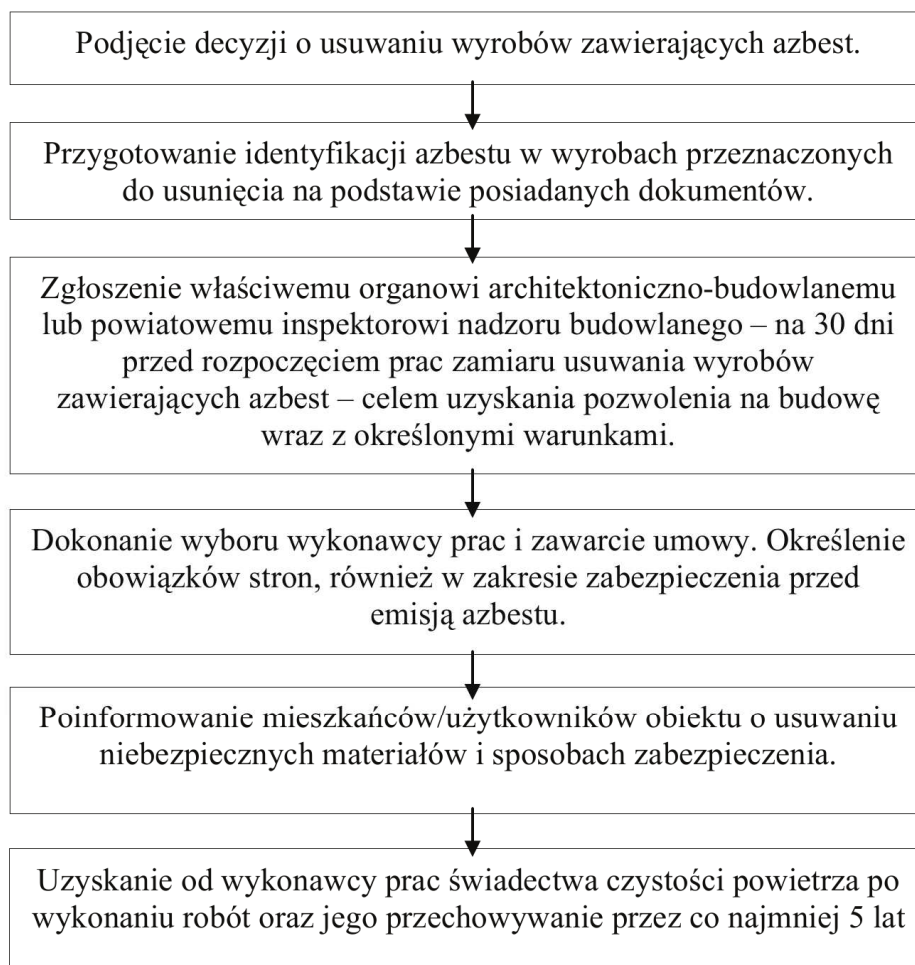 Podjęcie decyzji o usuwaniu wyrobów zawierających azbest.
Przygotowanie identyfikacji azbestu w wyrobach przeznaczonych
do usunięcia na podstawie posiadanych dokumentów.
Zgłoszenie właściwemu organowi architektoniczno-budowlanemu
lub powiatowemu inspektorowi nadzoru budowlanego – na 30 dni
przed rozpoczęciem prac zamiaru usuwania wyrobów
zawierających azbest – celem uzyskania pozwolenia na budowę
wraz z określonymi warunkami.
Dokonanie wyboru wykonawcy prac i zawarcie umowy. Określenie
obowiązków stron, również w zakresie zabezpieczenia przed
emisją azbestu.
Poinformowanie mieszkańców/użytkowników obiektu o usuwaniu
niebezpiecznych materiałów i sposobach zabezpieczenia.
Uzyskanie od wykonawcy prac świadectwa czystości powietrza po
wykonaniu robót oraz jego przechowywanie przez co najmniej 5 lat